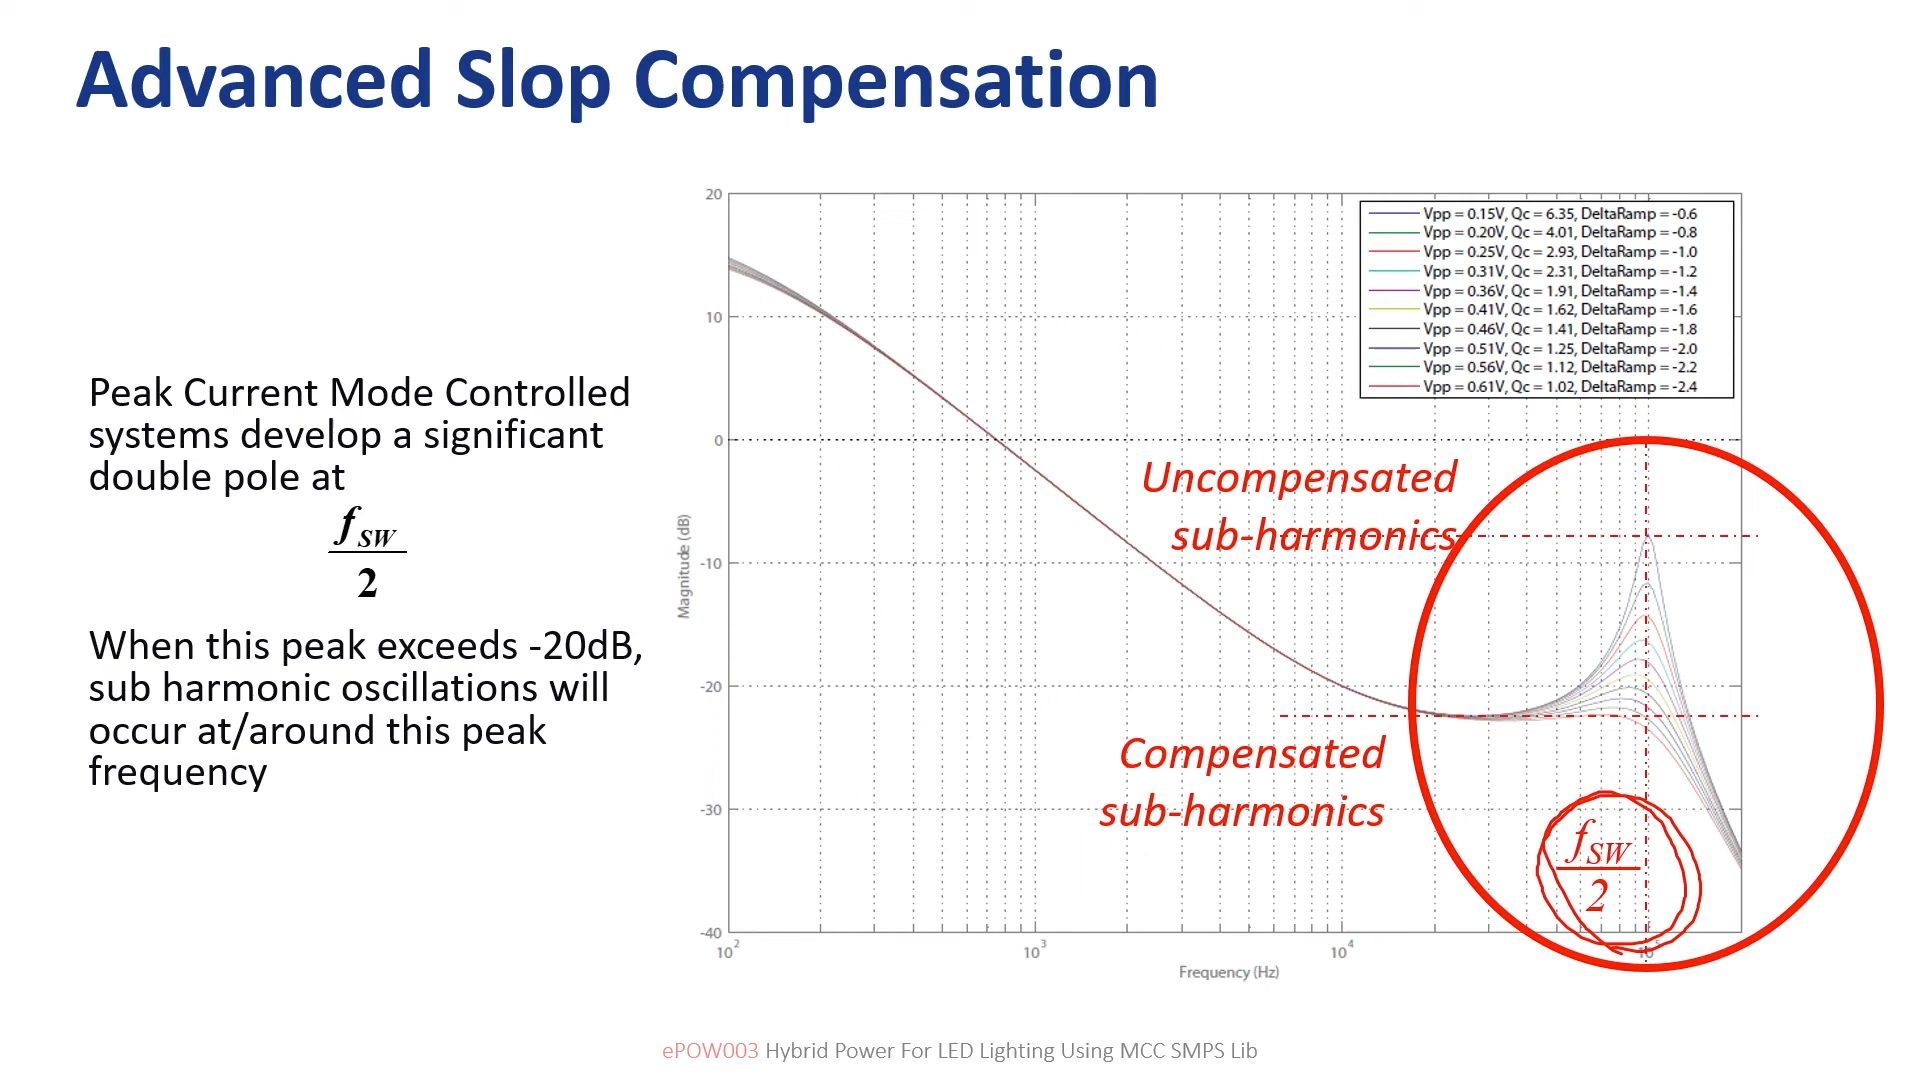 Advanced Slop Compensation
Peak Current Mode Controlled
systems develop a significant
double pole at
f_SW
2
When this peak exceeds -20dB,
sub harmonic oscillations will
occur at/around this peak
frequency
20
10
0
-10
-20
-30
-40
Magnitude (dB)
Vpp = 0.15V, Qc = 6.35, DeltaRamp = -0.6
Vpp = 0.20V, Qc = 4.01, DeltaRamp = -0.8
Vpp = 0.25V, Qc = 2.93, DeltaRamp = -1.0
Vpp = 0.31V, Qc = 2.31, DeltaRamp = -1.2
Vpp = 0.36V, Qc = 1.91, DeltaRamp = -1.4
Vpp = 0.41V, Qc = 1.62, DeltaRamp = -1.6
Vpp = 0.46V, Qc = 1.41, DeltaRamp = -1.8
Vpp = 0.51V, Qc = 1.25, DeltaRamp = -2.0
Vpp = 0.56V, Qc = 1.12, DeltaRamp = -2.2
Vpp = 0.61V, Qc = 1.02, DeltaRamp = -2.4
Uncompensated
sub-harmonics
Compensated
sub-harmonics
f_SW
2
10^2
10^3
10^4
Frequency (Hz)
ePOW003 Hybrid Power For LED Lighting Using MCC SMPS Lib